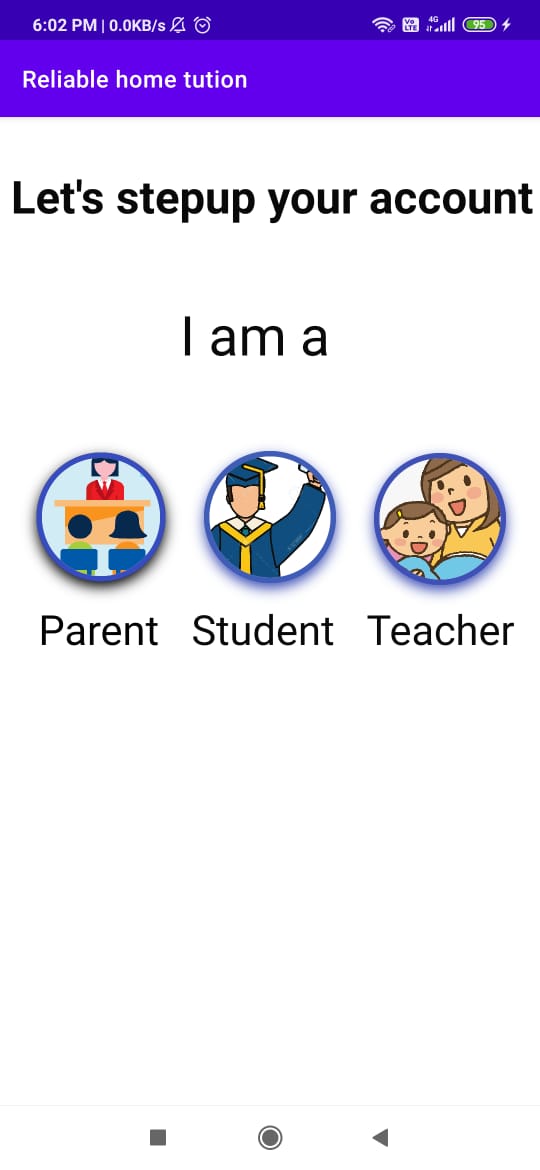 6:02 PM | 0.0KB/s
Vo LTE 4G 95
Reliable home tution
Let's stepup your account
I am a
Parent Student Teacher